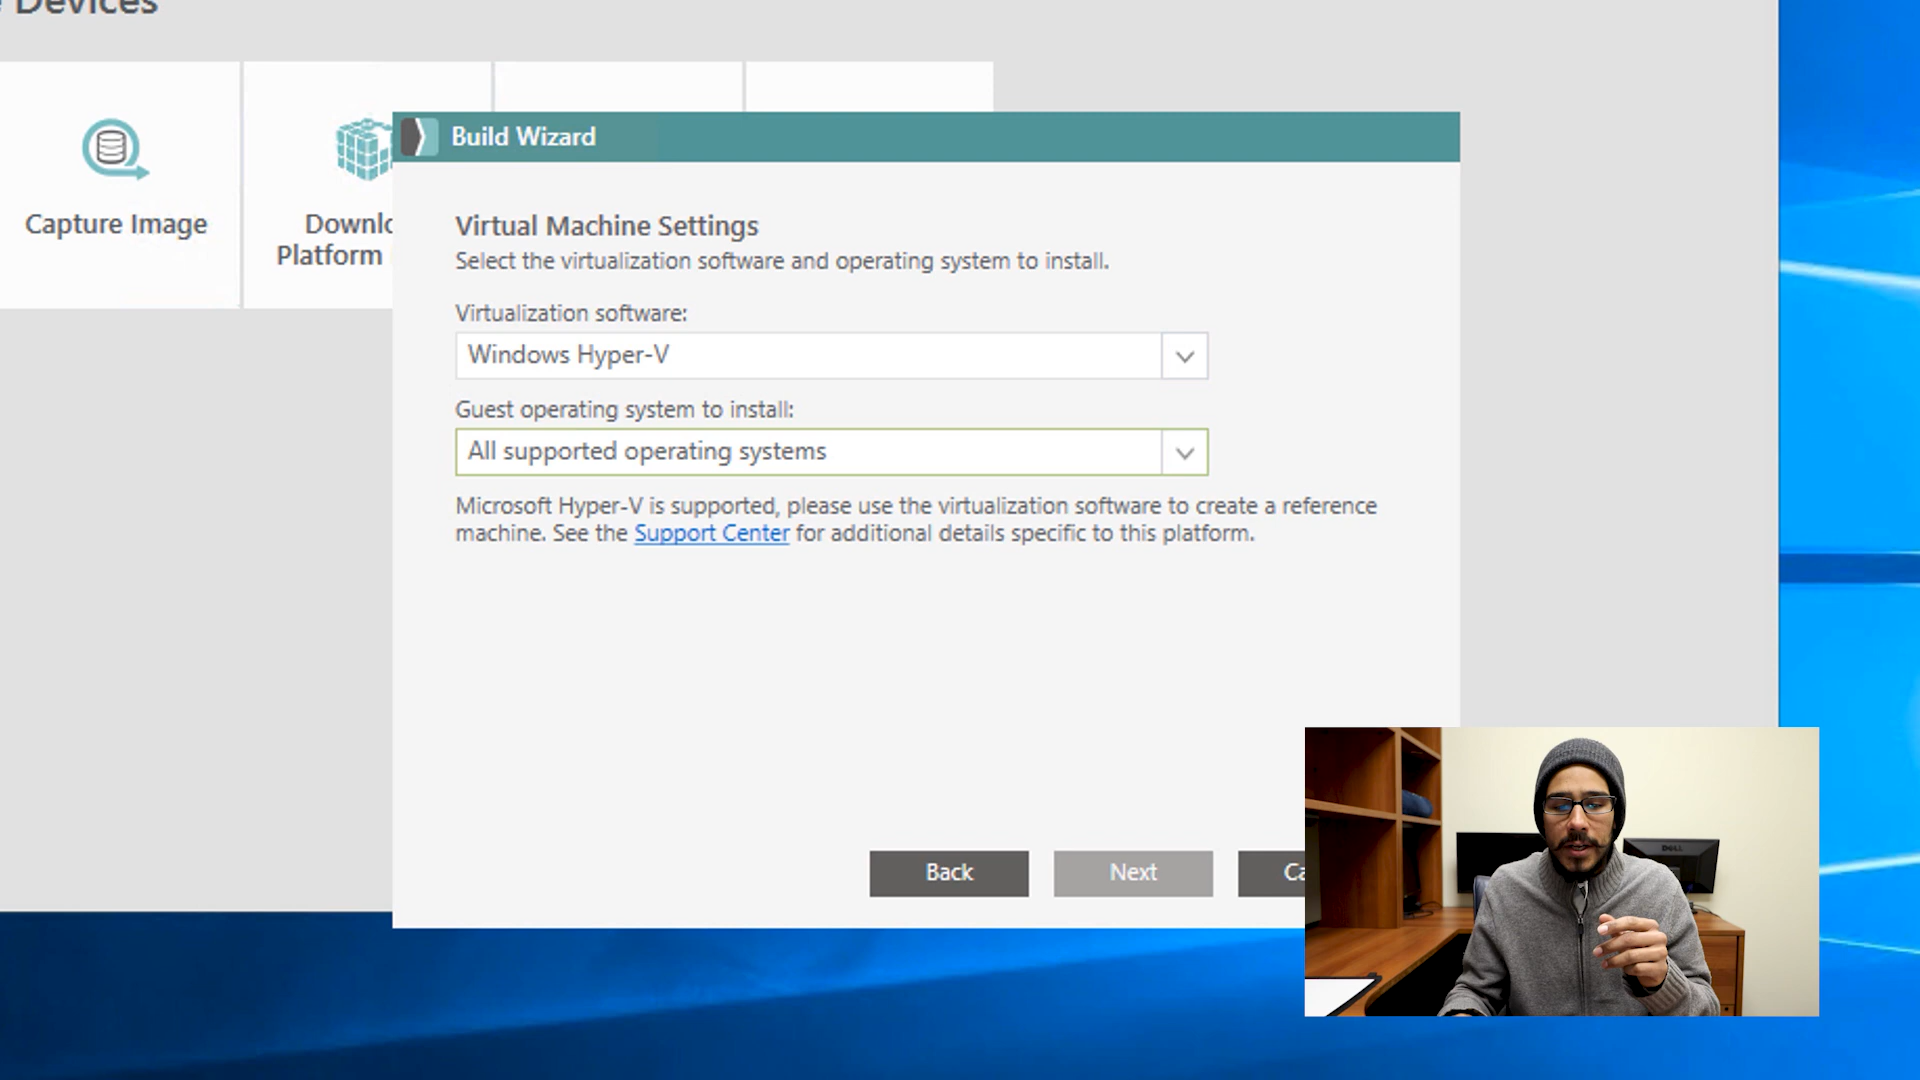 Devices
Capture Image
Platform
Build Wizard
Virtual Machine Settings
Select the virtualization software and operating system to install.
Virtualization software:
Windows Hyper-V
Guest operating system to install:
All supported operating systems
Microsoft Hyper-V is supported, please use the virtualization software to create a reference
machine. See the Support Center for additional details specific to this platform.
Back
Next
DELL